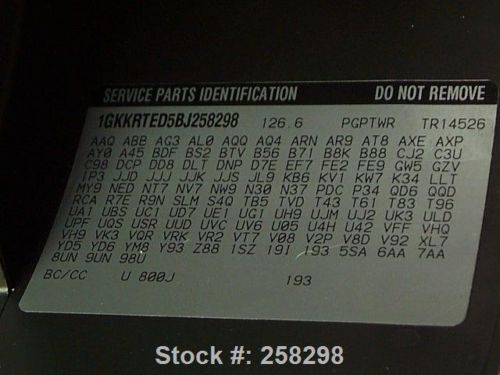 SERVICE PARTS IDENTIFICATION DO NOT REMOVE
1GKKRTED5BJ258298 126.6 PGPTWR TR14526
AAQ ABB AG3 AL0 AQQ AQ4 ARN AR9 AT8 AXE AXP
AY0 A45 BDF BS2 BTV B56 B71 B8K B88 CJ2 C3U
C98 DCP DD8 DLT DNP D7E EF7 FE2 FE9 GW5 GZV
IP3 JJD JJJ JJK JJS JL9 KB6 KV1 KW7 K34 LLT
MY9 NED NT7 NV7 NW9 N30 N37 PDC P34 QD6 QQD
RCA R7E R9N SLM S4Q TB5 TVD T43 T61 T83 T96
UA1 UBS UC1 UD7 UE1 UG1 UH9 UJM UJ2 UK3 ULD
UPF UQS USR UUD UVC UV6 U05 U4H U42 VFF VHQ
VH9 VK3 VQR VRK VR2 VT7 V08 V2P V8D V92 XL7
YD5 YD6 YM8 Y93 Z88 1SZ 19I 193 5SA 6AA 7AA
8UN 9UN 98U
BC/CC U 800J 193
Stock #: 258298